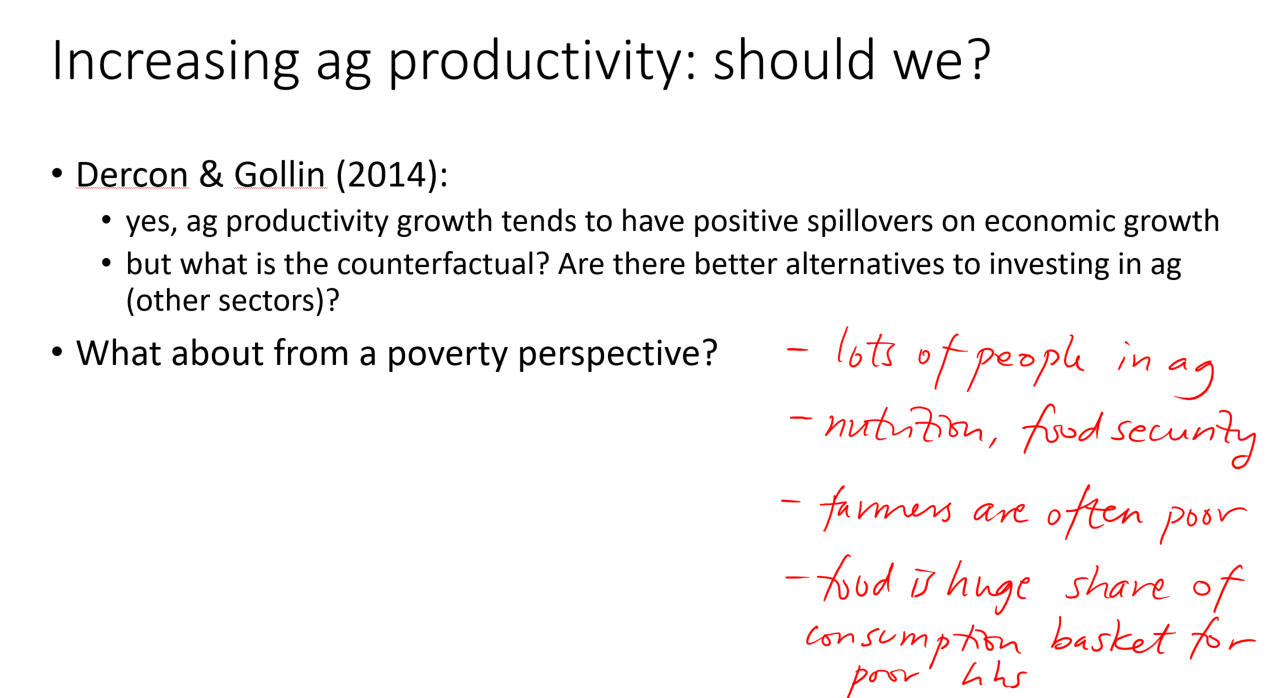 Increasing ag productivity: should we?
• Dercon & Gollin (2014):
• yes, ag productivity growth tends to have positive spillovers on economic growth
• but what is the counterfactual? Are there better alternatives to investing in ag
(other sectors)?
• What about from a poverty perspective?
- lots of people in ag
- nutrition, food security
- farmers are often poor
- food is huge share of
consumption basket for
poor hhs